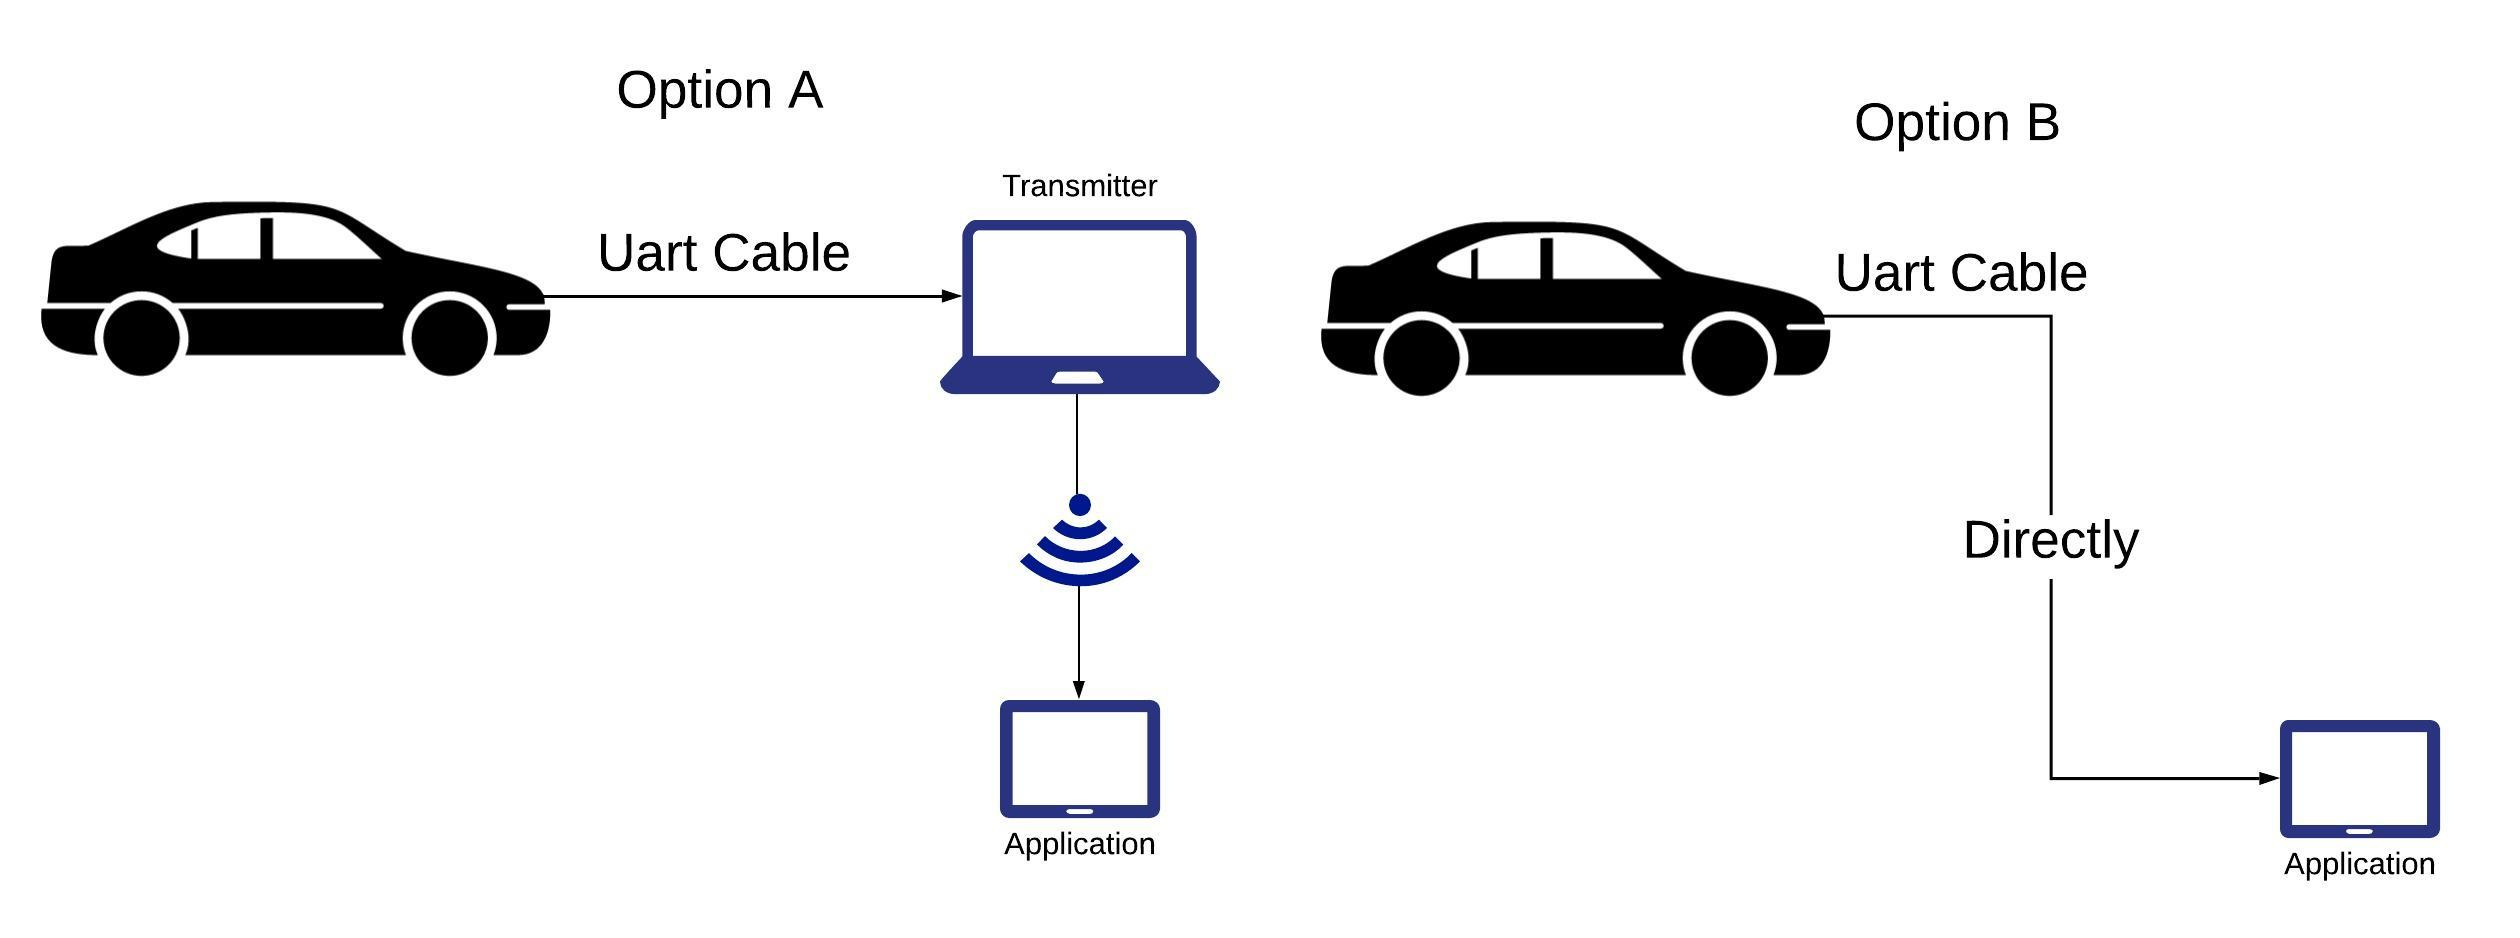 Option A
Transmitter
Uart Cable
Application
Option B
Uart Cable
Directly
Application